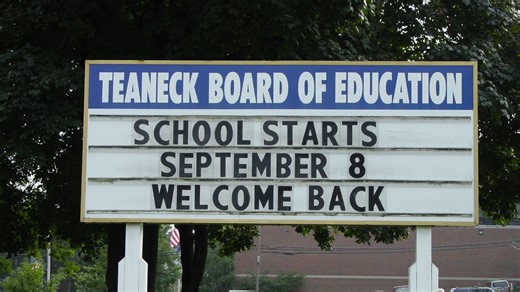 TEANECK BOARD OF EDUCATION
SCHOOL STARTS
SEPTEMBER 8
WELCOME BACK